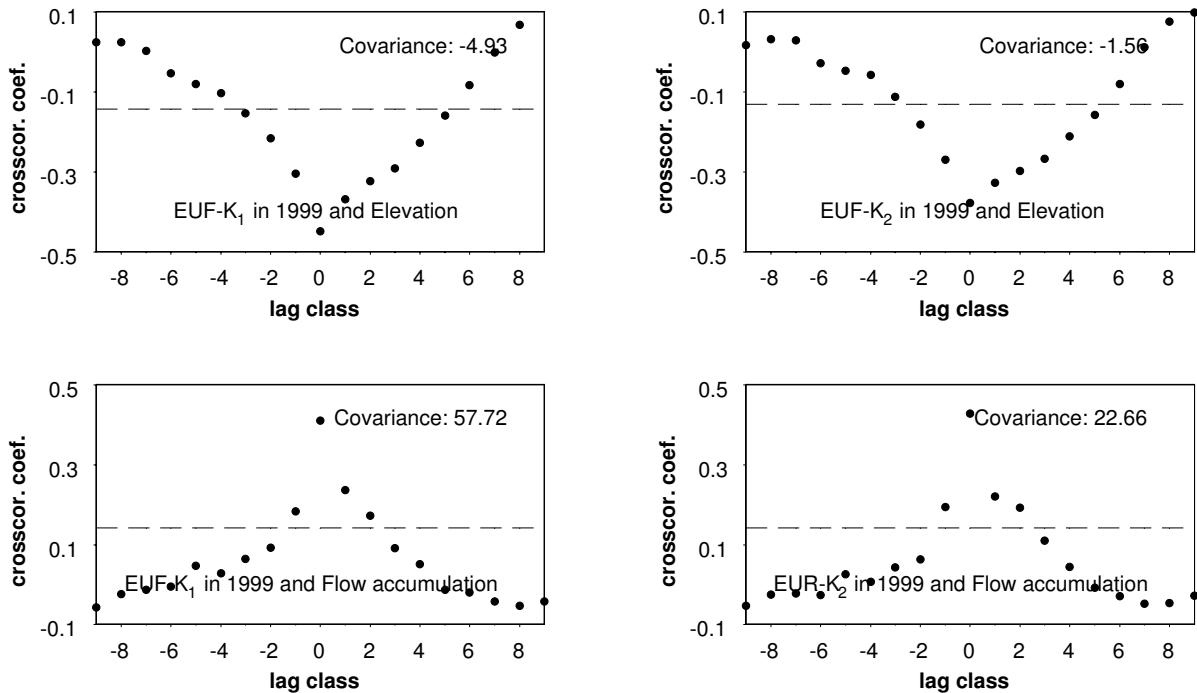 0.1
-0.1
-0.3
-0.5
crosscor. coef.
Covariance: -4.93
EUF-K1 in 1999 and Elevation
-8 -6 -4 -2 0 2 4 6 8
lag class
0.1
-0.1
-0.3
-0.5
crosscor. coef.
Covariance: -1.56
EUF-K2 in 1999 and Elevation
-8 -6 -4 -2 0 2 4 6 8
lag class
0.5
0.3
0.1
-0.1
crosscor. coef.
Covariance: 57.72
EUF-K1 in 1999 and Flow accumulation
-8 -6 -4 -2 0 2 4 6 8
lag class
0.5
0.3
0.1
-0.1
crosscor. coef.
Covariance: 22.66
EUR-K2 in 1999 and Flow accumulation
-8 -6 -4 -2 0 2 4 6 8
lag class